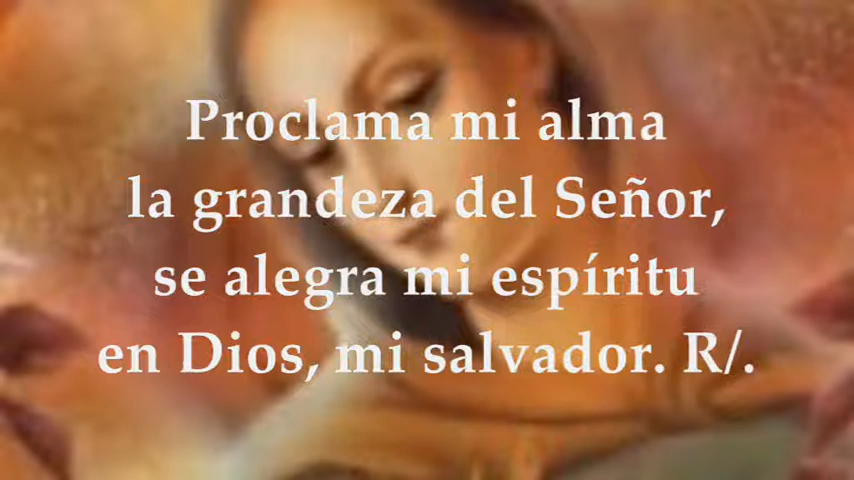 Proclama mi alma
la grandeza del Señor,
se alegra mi espíritu
en Dios, mi salvador. R/.